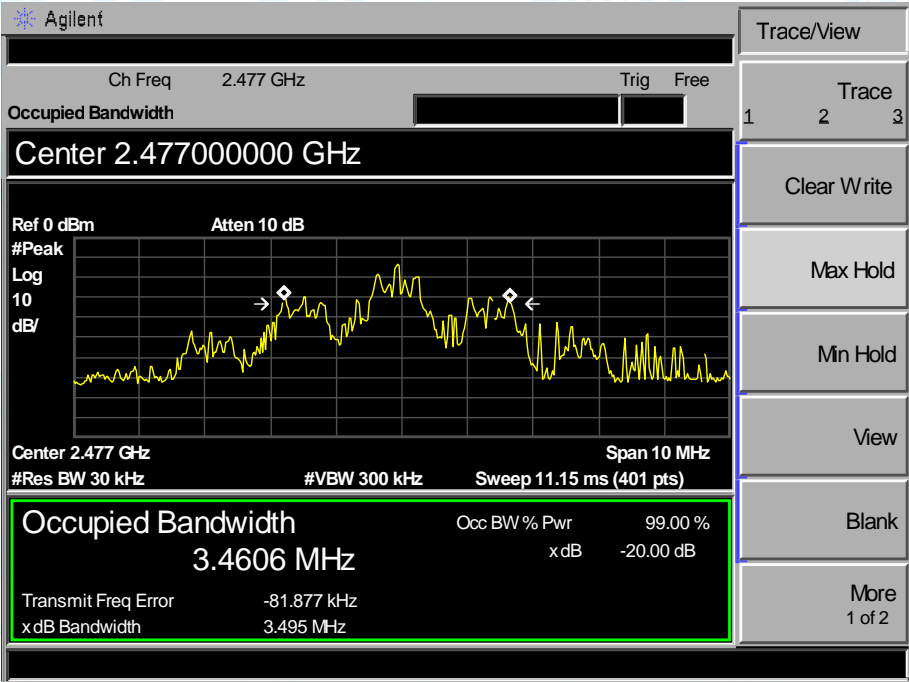 Agilent
Trace/View
Ch Freq 2.477 GHz Trig Free
Occupied Bandwidth
Center 2.477000000 GHz
Ref 0 dBm Atten 10 dB
#Peak
Log
10
dB/
Center 2.477 GHz Span 10 MHz
#Res BW 30 kHz #VBW 300 kHz Sweep 11.15 ms (401 pts)
Occupied Bandwidth Occ BW % Pwr 99.00 %
3.4606 MHz x dB -20.00 dB
Transmit Freq Error -81.877 kHz
x dB Bandwidth 3.495 MHz
Trace
1 2 3
Clear Write
Max Hold
Min Hold
View
Blank
More
1 of 2